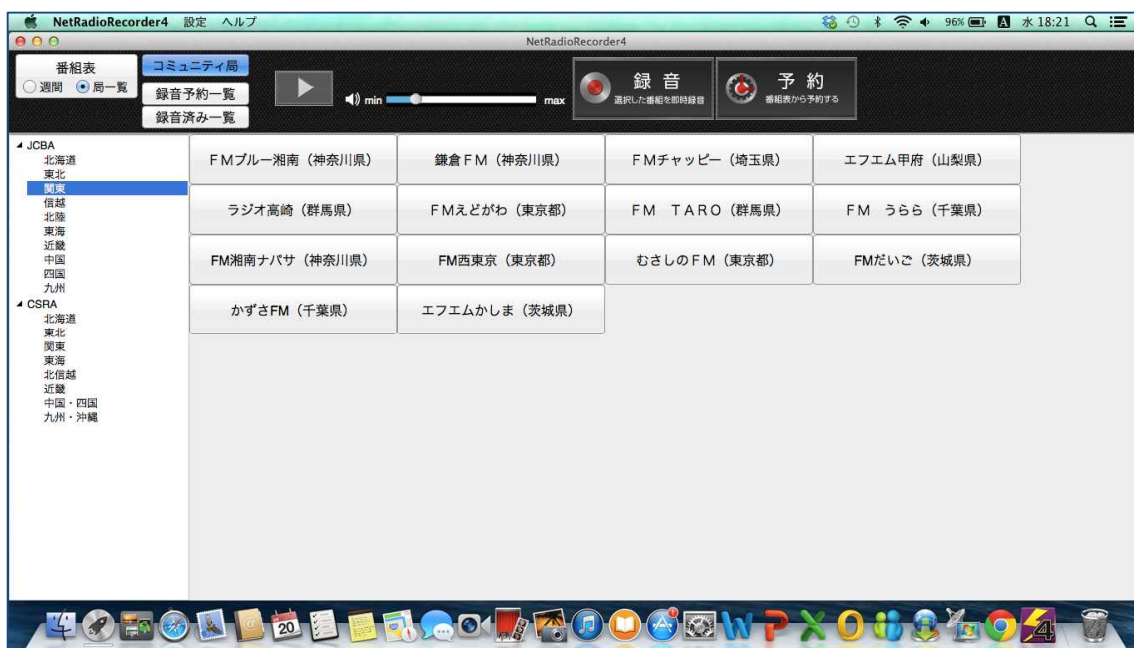 NetRadioRecorder4 設定 ヘルプ 96% A 水 18:21
NetRadioRecorder4
番組表
週間 局一覧
コミュニティ局
録音予約一覧
録音済み一覧
min max
録 音
選択した番組を即時録音
予 約
番組表から予約する
JCBA
北海道
東北
関東
信越
北陸
東海
近畿
中国
四国
九州
CSRA
北海道
東北
関東
東海
北信越
近畿
中国・四国
九州・沖縄
FMブルー湘南（神奈川県） 鎌倉FM（神奈川県） FMチャッピー（埼玉県） エフエム甲府（山梨県）
ラジオ高崎（群馬県） FMえどがわ（東京都） FM TARO（群馬県） FM うらら（千葉県）
FM湘南ナパサ（神奈川県） FM西東京（東京都） むさしのFM（東京都） FMだいご（茨城県）
かずさFM（千葉県） エフエムかしま（茨城県）
20 W P X O 4